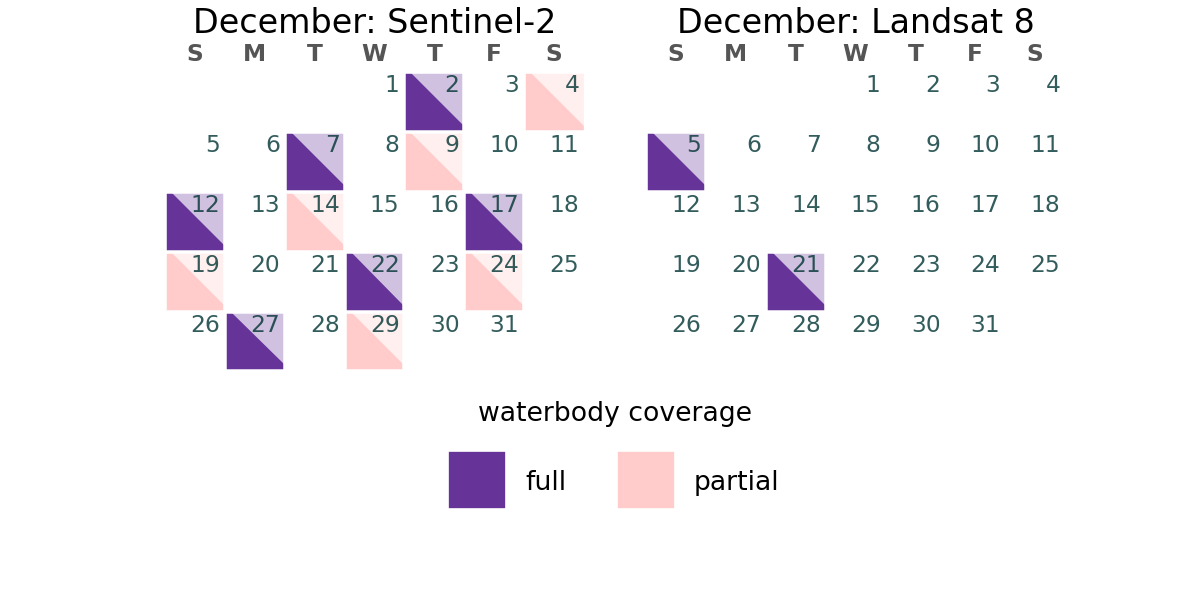 December: Sentinel-2
S M T W T F S
1 2 3 4
5 6 7 8 9 10 11
12 13 14 15 16 17 18
19 20 21 22 23 24 25
26 27 28 29 30 31
December: Landsat 8
S M T W T F S
1 2 3 4
5 6 7 8 9 10 11
12 13 14 15 16 17 18
19 20 21 22 23 24 25
26 27 28 29 30 31
waterbody coverage
full
partial